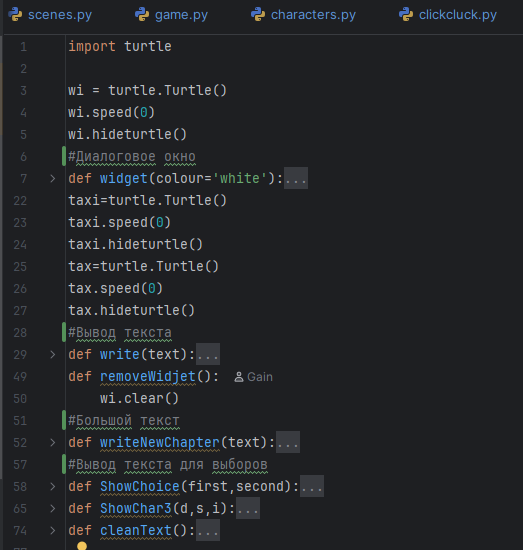 scenes.py game.py characters.py clickcluck.py
1 import turtle
2
3 wi = turtle.Turtle()
4 wi.speed(0)
5 wi.hideturtle()
6 #Диалоговое окно
7 def widget(colour='white'):...
22 taxi=turtle.Turtle()
23 taxi.speed(0)
24 taxi.hideturtle()
25 tax=turtle.Turtle()
26 tax.speed(0)
27 tax.hideturtle()
28 #Вывод текста
29 def write(text):...
49 def removeWidjet(): Gain
50 wi.clear()
51 #Большой текст
52 def writeNewChapter(text):...
57 #Вывод текста для выборов
58 def ShowChoice(first,second):...
65 def ShowChar3(d,s,i):...
74 def cleanText():...